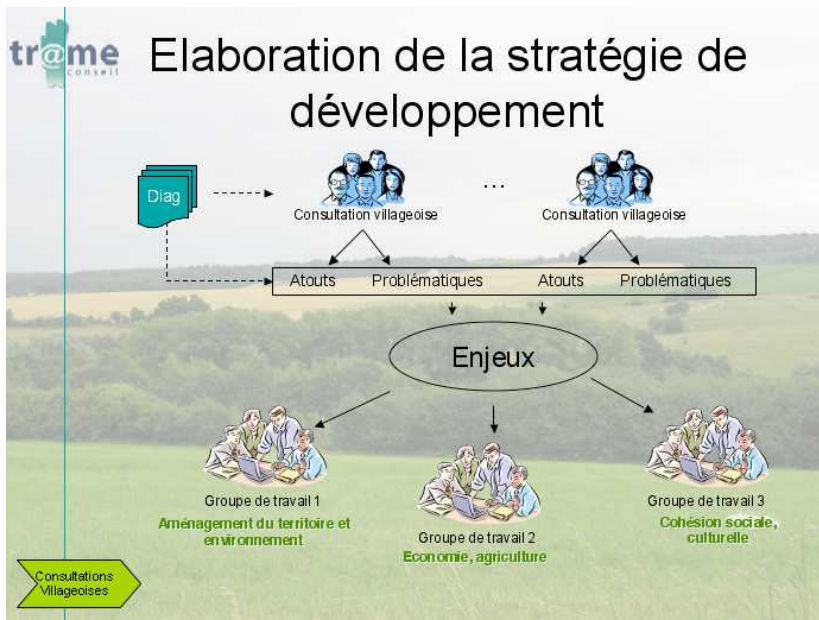 tr@me
conseil
Elaboration de la stratégie de
développement
Diag
...
Consultation villageoise
Consultation villageoise
Atouts Problématiques Atouts Problématiques
Enjeux
Groupe de travail 1
Aménagement du territoire et
environnement
Groupe de travail 2
Economie, agriculture
Groupe de travail 3
Cohésion sociale,
culturelle
Consultations
Villageoises